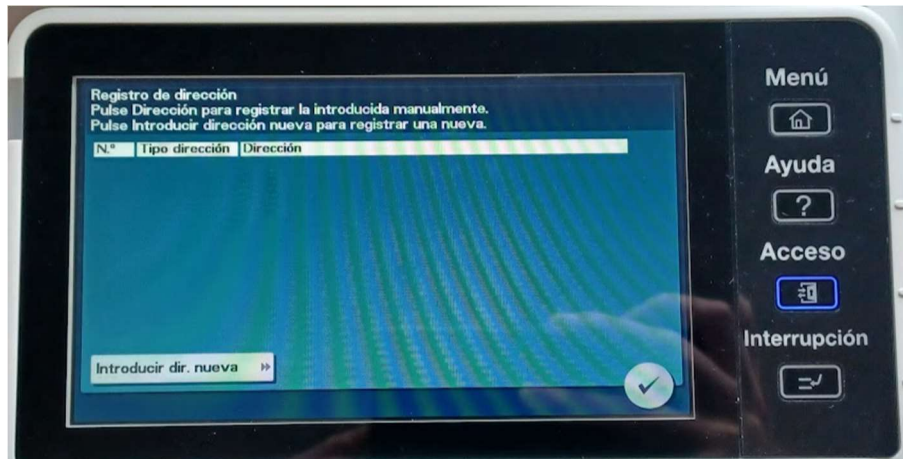 Registro de dirección
Pulse Dirección para registrar la introducida manualmente.
Pulse Introducir dirección nueva para registrar una nueva.
N.º Tipo dirección Dirección
Introducir dir. nueva
Menú
Ayuda
?
Acceso
Interrupción